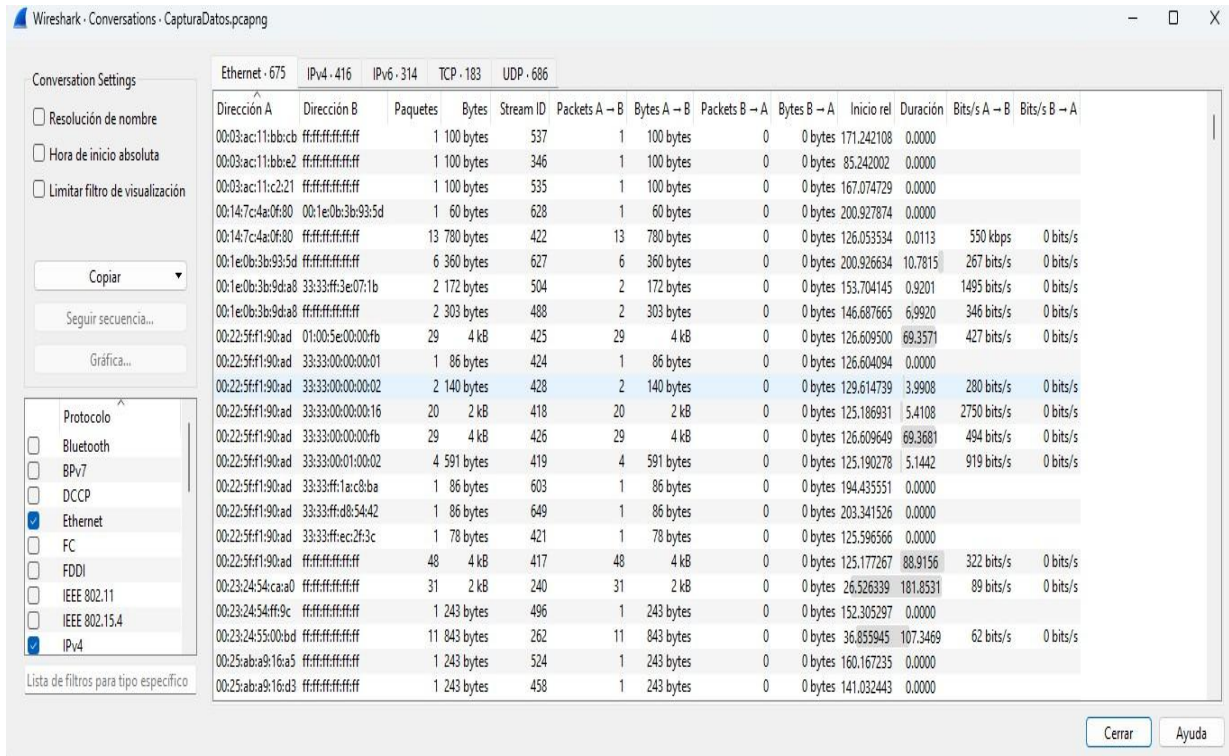 Wireshark · Conversations · CapturaDatos.pcapng
Conversation Settings
Resolución de nombre
Hora de inicio absoluta
Limitar filtro de visualización
Copiar
Seguir secuencia...
Gráfica...
Protocolo
Bluetooth
BPv7
DCCP
Ethernet
FC
FDDI
IEEE 802.11
IEEE 802.15.4
IPv4
Lista de filtros para tipo específico
Ethernet · 675 IPv4 · 416 IPv6 · 314 TCP · 183 UDP · 686
Dirección A Dirección B Paquetes Bytes Stream ID Packets A → B Bytes A → B Packets B → A Bytes B → A Inicio rel Duración Bits/s A → B Bits/s B → A
00:03:ac:11:bb:cb ff:ff:ff:ff:ff:ff 1 100 bytes 537 1 100 bytes 0 0 bytes 171.242108 0.0000
00:03:ac:11:bb:e2 ff:ff:ff:ff:ff:ff 1 100 bytes 346 1 100 bytes 0 0 bytes 85.242002 0.0000
00:03:ac:11:c2:21 ff:ff:ff:ff:ff:ff 1 100 bytes 535 1 100 bytes 0 0 bytes 167.074729 0.0000
00:14:7c:4a:0f:80 00:1e:0b:3b:93:5d 1 60 bytes 628 1 60 bytes 0 0 bytes 200.927874 0.0000
00:14:7c:4a:0f:80 ff:ff:ff:ff:ff:ff 13 780 bytes 422 13 780 bytes 0 0 bytes 126.053534 0.0113 550 kbps 0 bits/s
00:1e:0b:3b:93:5d ff:ff:ff:ff:ff:ff 6 360 bytes 627 6 360 bytes 0 0 bytes 200.926634 10.7815 267 bits/s 0 bits/s
00:1e:0b:3b:9d:a8 33:33:ff:3e:07:1b 2 172 bytes 504 2 172 bytes 0 0 bytes 153.704145 0.9201 1495 bits/s 0 bits/s
00:1e:0b:3b:9d:a8 ff:ff:ff:ff:ff:ff 2 303 bytes 488 2 303 bytes 0 0 bytes 146.687665 6.9920 346 bits/s 0 bits/s
00:22:5f:f1:90:ad 01:00:5e:00:00:fb 29 4 kB 425 29 4 kB 0 0 bytes 126.609500 69.3571 427 bits/s 0 bits/s
00:22:5f:f1:90:ad 33:33:00:00:00:01 1 86 bytes 424 1 86 bytes 0 0 bytes 126.604094 0.0000
00:22:5f:f1:90:ad 33:33:00:00:00:02 2 140 bytes 428 2 140 bytes 0 0 bytes 129.614739 3.9908 280 bits/s 0 bits/s
00:22:5f:f1:90:ad 33:33:00:00:00:16 20 2 kB 418 20 2 kB 0 0 bytes 125.186931 5.4108 2750 bits/s 0 bits/s
00:22:5f:f1:90:ad 33:33:00:00:00:fb 29 4 kB 426 29 4 kB 0 0 bytes 126.609649 69.3681 494 bits/s 0 bits/s
00:22:5f:f1:90:ad 33:33:00:01:00:02 4 591 bytes 419 4 591 bytes 0 0 bytes 125.190278 5.1442 919 bits/s 0 bits/s
00:22:5f:f1:90:ad 33:33:ff:1a:c8:ba 1 86 bytes 603 1 86 bytes 0 0 bytes 194.435551 0.0000
00:22:5f:f1:90:ad 33:33:ff:d8:54:42 1 86 bytes 649 1 86 bytes 0 0 bytes 203.341526 0.0000
00:22:5f:f1:90:ad 33:33:ff:ec:2f:3c 1 78 bytes 421 1 78 bytes 0 0 bytes 125.596566 0.0000
00:22:5f:f1:90:ad ff:ff:ff:ff:ff:ff 48 4 kB 417 48 4 kB 0 0 bytes 125.177267 88.9156 322 bits/s 0 bits/s
00:23:24:54:ca:a0 ff:ff:ff:ff:ff:ff 31 2 kB 240 31 2 kB 0 0 bytes 26.526339 181.8531 89 bits/s 0 bits/s
00:23:24:54:ff:9c ff:ff:ff:ff:ff:ff 1 243 bytes 496 1 243 bytes 0 0 bytes 152.305297 0.0000
00:23:24:55:00:bd ff:ff:ff:ff:ff:ff 11 843 bytes 262 11 843 bytes 0 0 bytes 36.855945 107.3469 62 bits/s 0 bits/s
00:25:ab:a9:16:a5 ff:ff:ff:ff:ff:ff 1 243 bytes 524 1 243 bytes 0 0 bytes 160.167235 0.0000
00:25:ab:a9:16:d3 ff:ff:ff:ff:ff:ff 1 243 bytes 458 1 243 bytes 0 0 bytes 141.032443 0.0000
Cerrar Ayuda